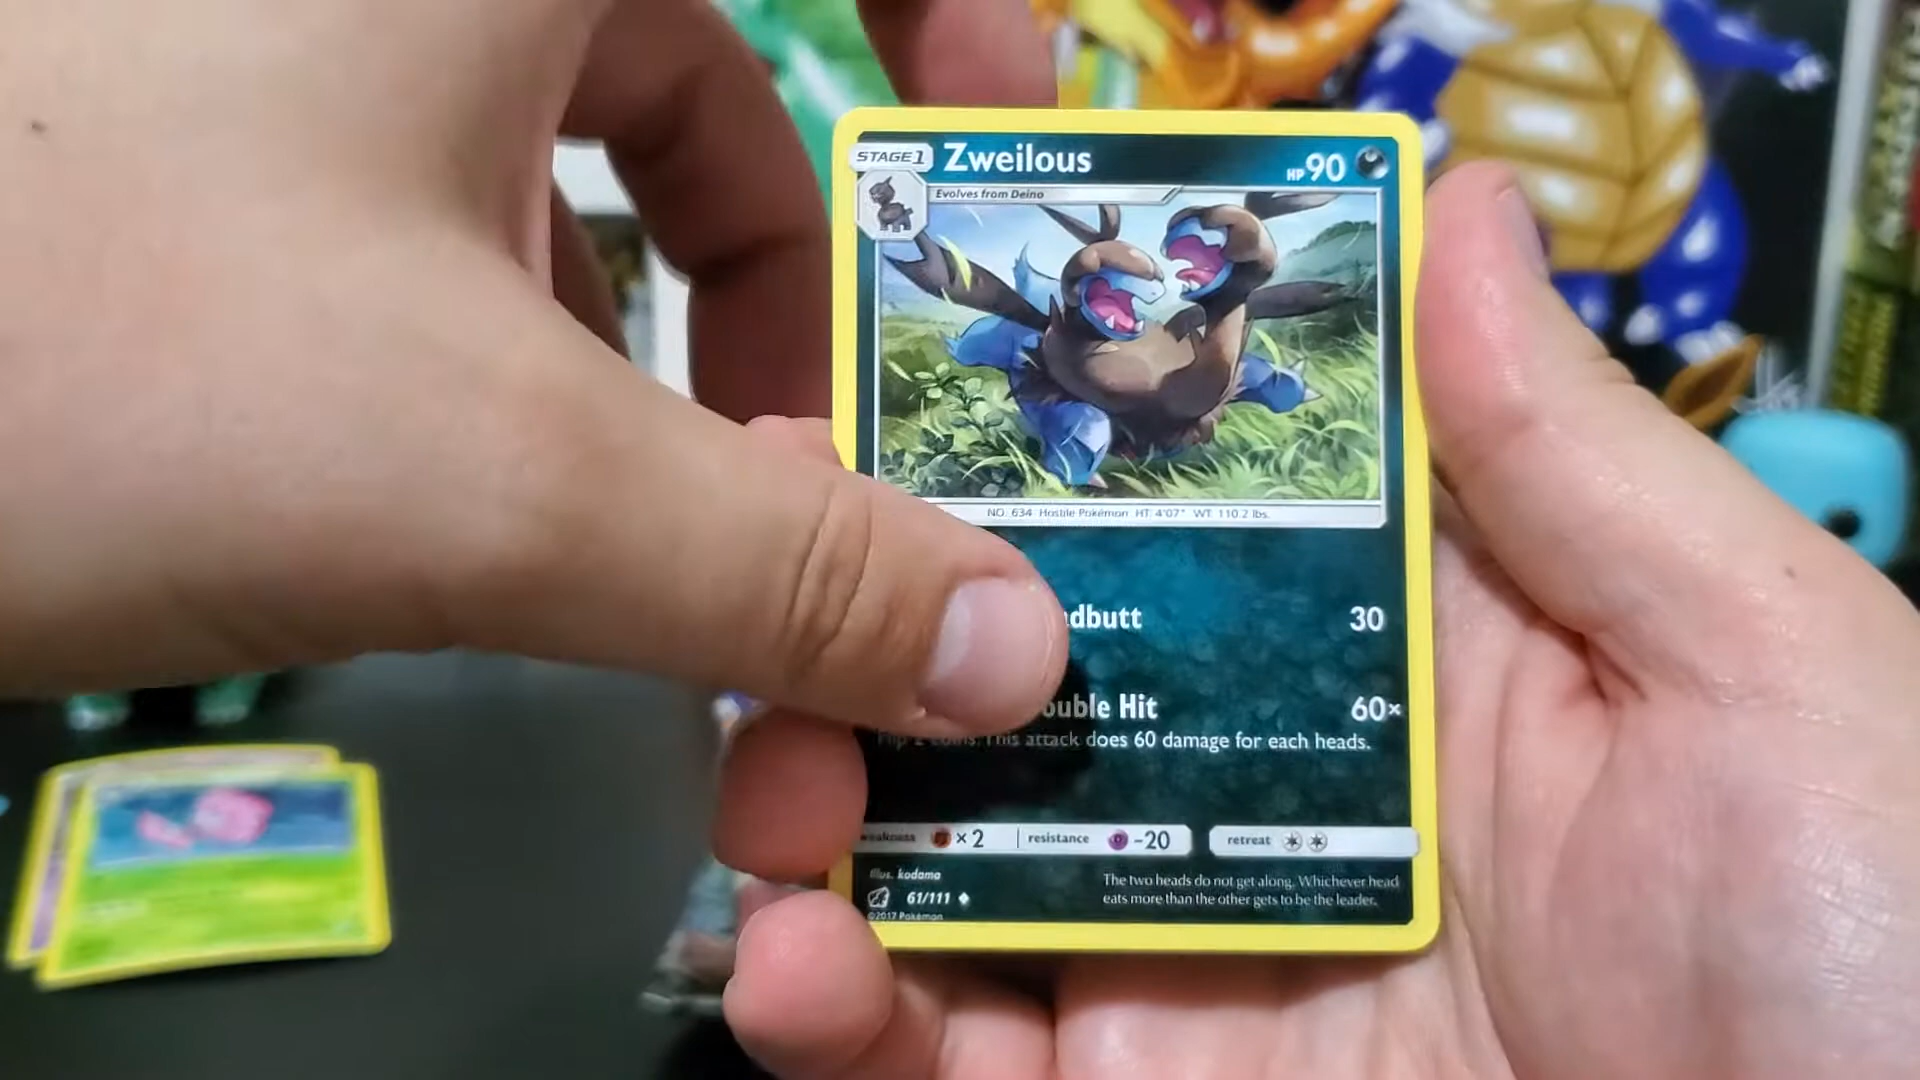 STAGE 1 Zweilous HP 90
Evolves from Deino
NO. 634 Hostile Pokémon HT: 4'07" WT: 110.2 lbs.
dbutt 30
ouble Hit 60×
Flip 2 coins. This attack does 60 damage for each heads.
weakness ×2 resistance -20 retreat
Illus. kodama
61/111
©2017 Pokémon
The two heads do not get along. Whichever head
eats more than the other gets to be the leader.